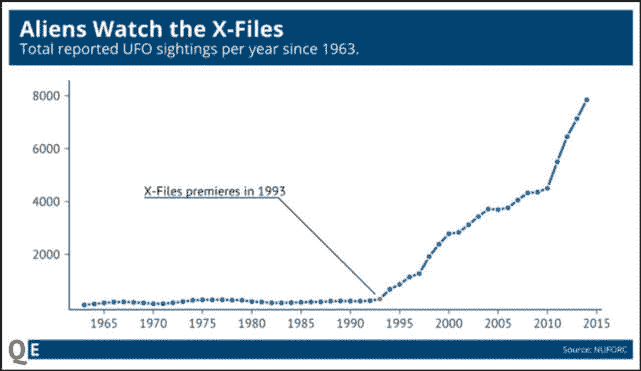 Aliens Watch the X-Files
Total reported UFO sightings per year since 1963.
8000
6000
4000
2000
X-Files premieres in 1993
1965 1970 1975 1980 1985 1990 1995 2000 2005 2010 2015
QE
Source: NUFORC